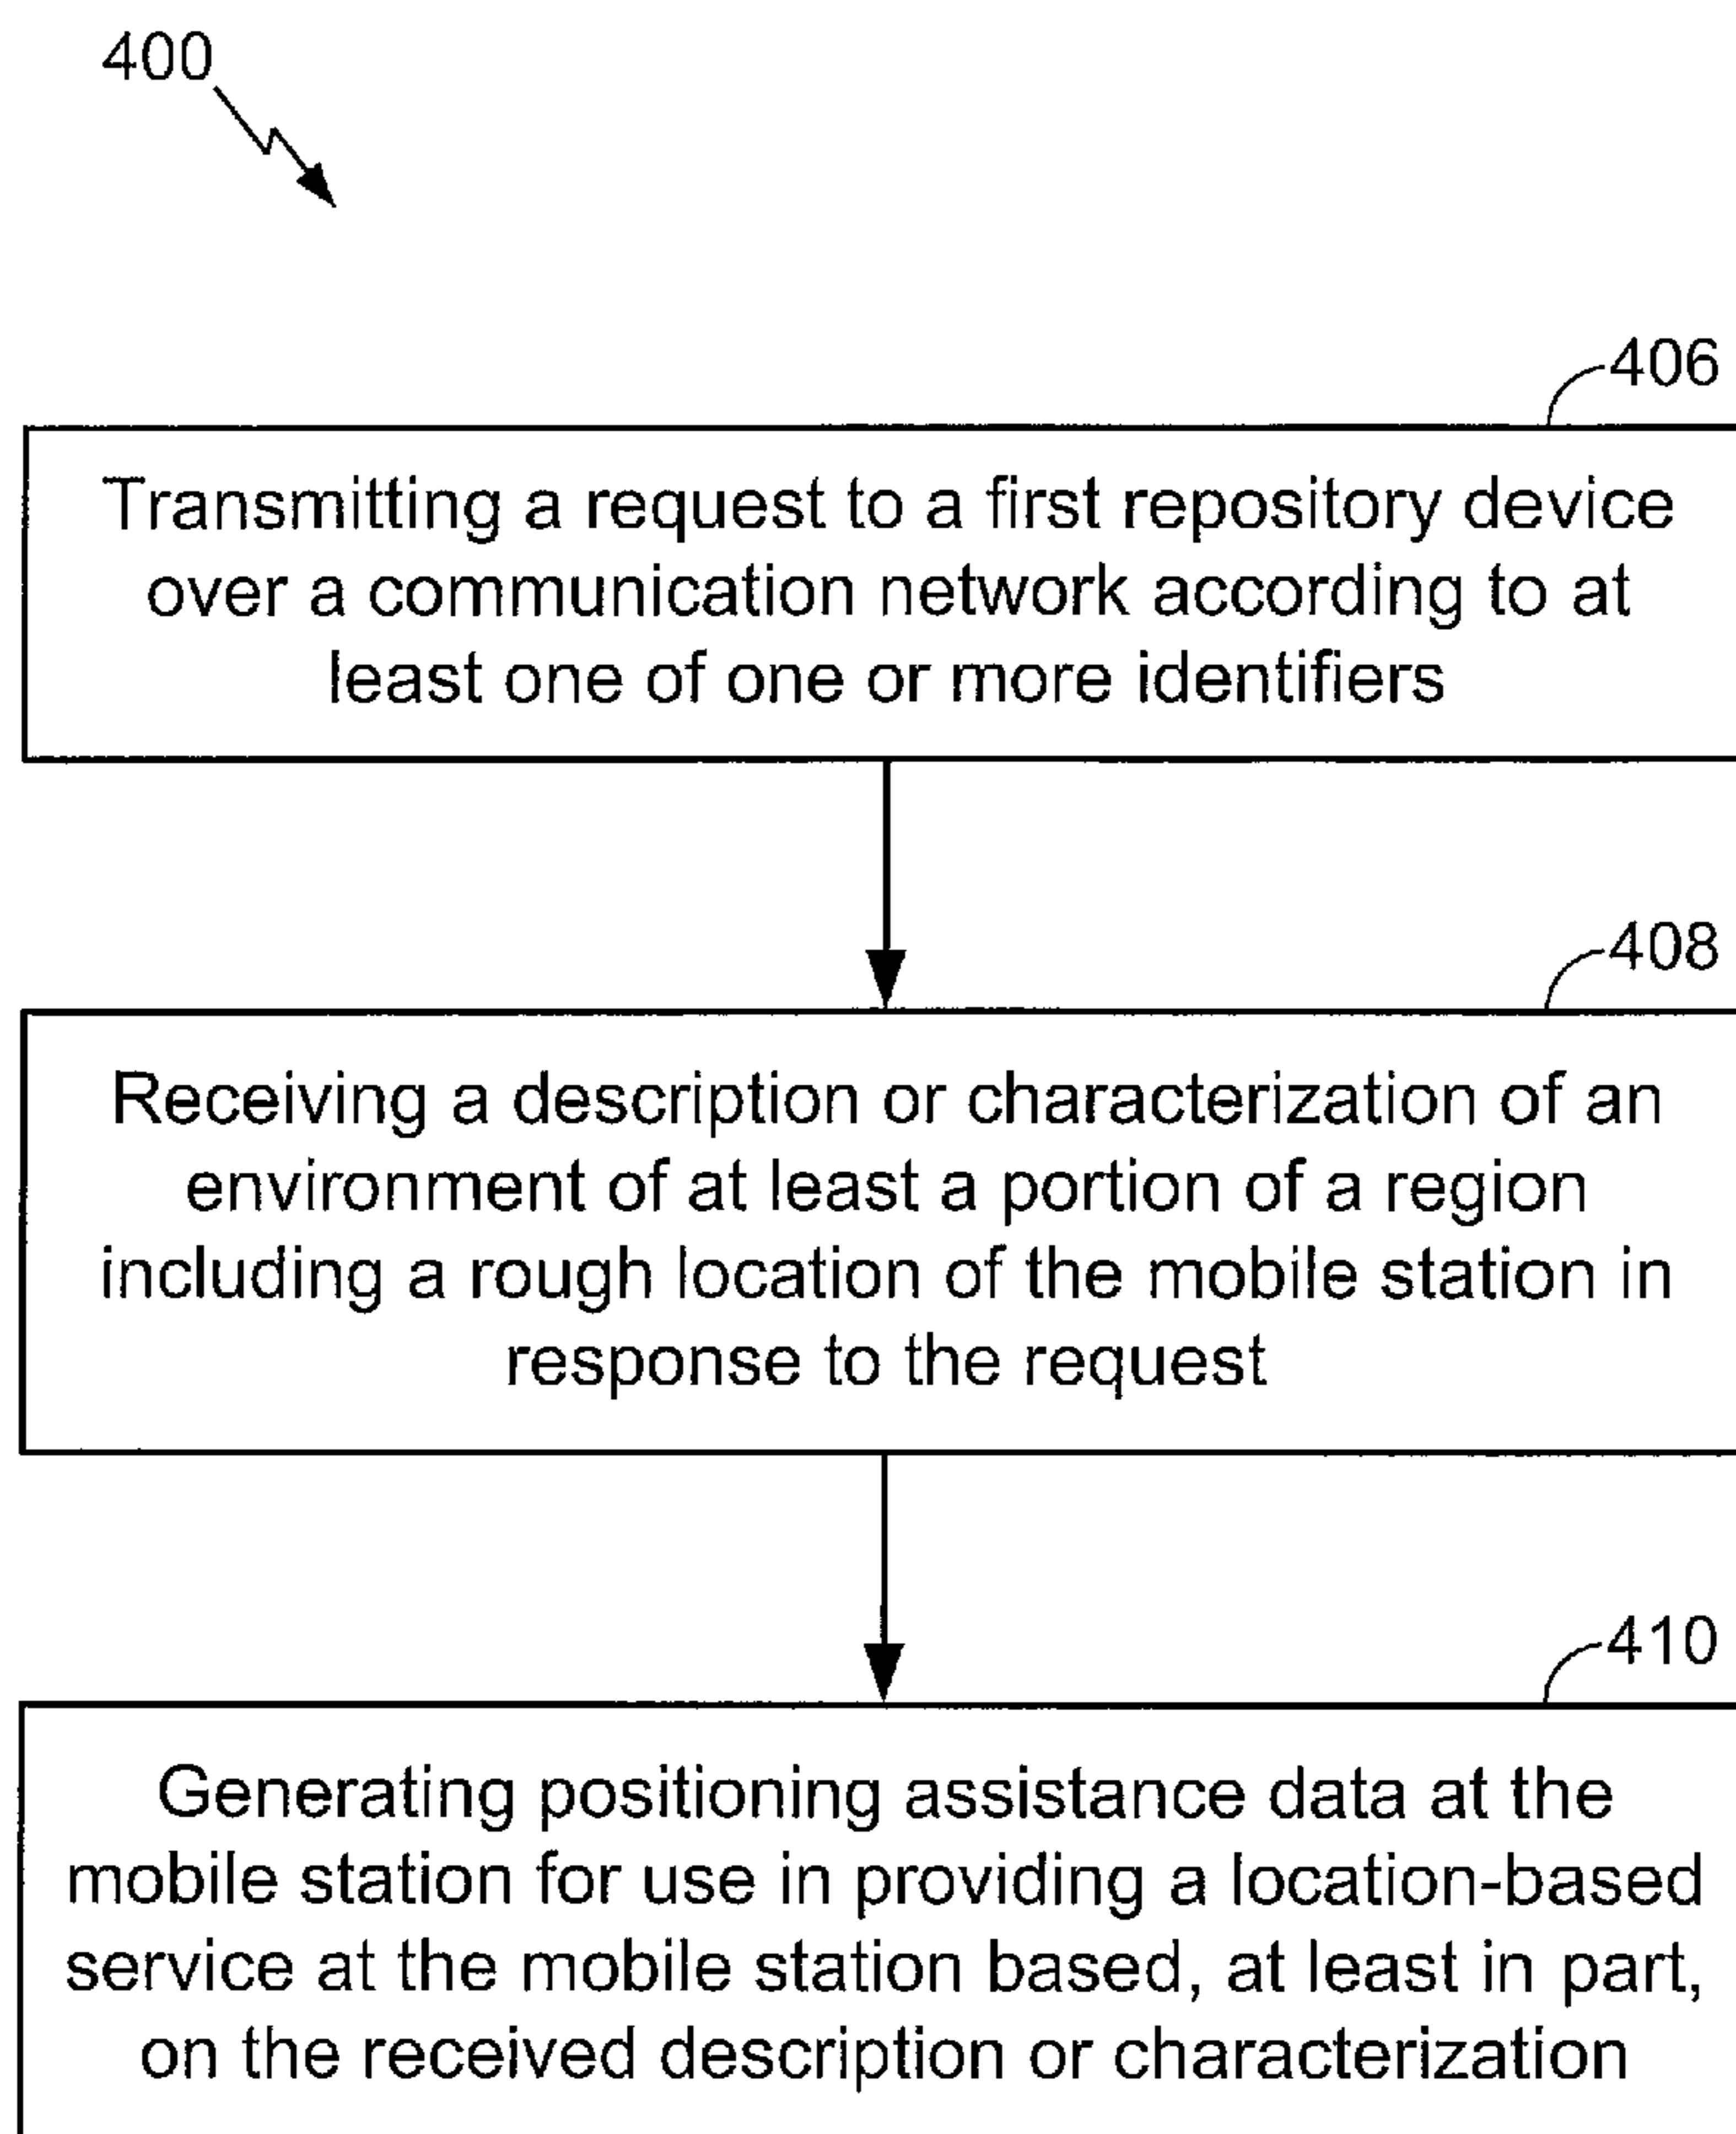 400
406
Transmitting a request to a first repository device
over a communication network according to at
least one of one or more identifiers
408
Receiving a description or characterization of an
environment of at least a portion of a region
including a rough location of the mobile station in
response to the request
410
Generating positioning assistance data at the
mobile station for use in providing a location-based
service at the mobile station based, at least in part,
on the received description or characterization